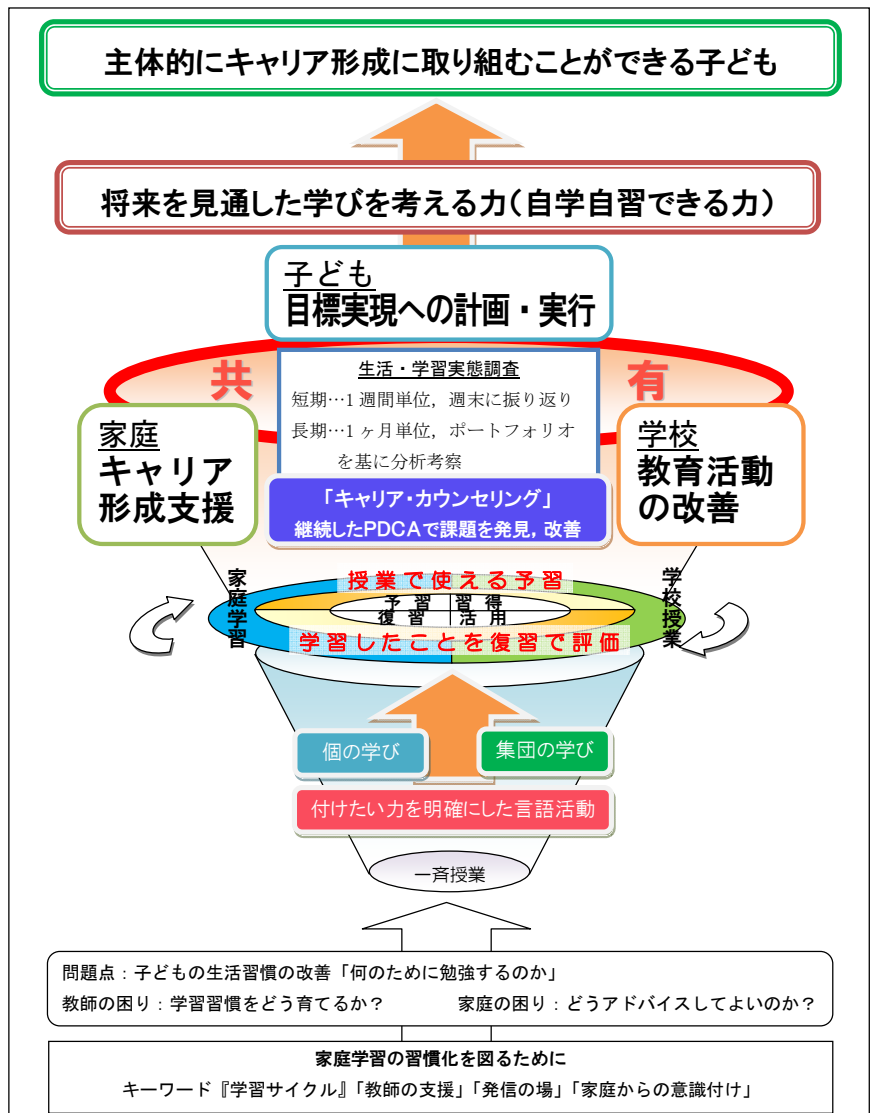 主体的にキャリア形成に取り組むことができる子ども
将来を見通した学びを考える力（自学自習できる力）
子ども
目標実現への計画・実行
共
有
生活・学習実態調査
短期…１週間単位，週末に振り返り
長期…１ヶ月単位，ポートフォリオ
を基に分析考察
「キャリア・カウンセリング」
継続したPDCAで課題を発見，改善
家庭
キャリア
形成支援
学校
教育活動
の改善
家庭学習
学校授業
授業で使える予習
予習 習得
復習 活用
学習したことを復習で評価
個の学び
集団の学び
付けたい力を明確にした言語活動
一斉授業
問題点：子どもの生活習慣の改善「何のために勉強するのか」
教師の困り：学習習慣をどう育てるか？ 家庭の困り：どうアドバイスしてよいのか？
家庭学習の習慣化を図るために
キーワード『学習サイクル』「教師の支援」「発信の場」「家庭からの意識付け」